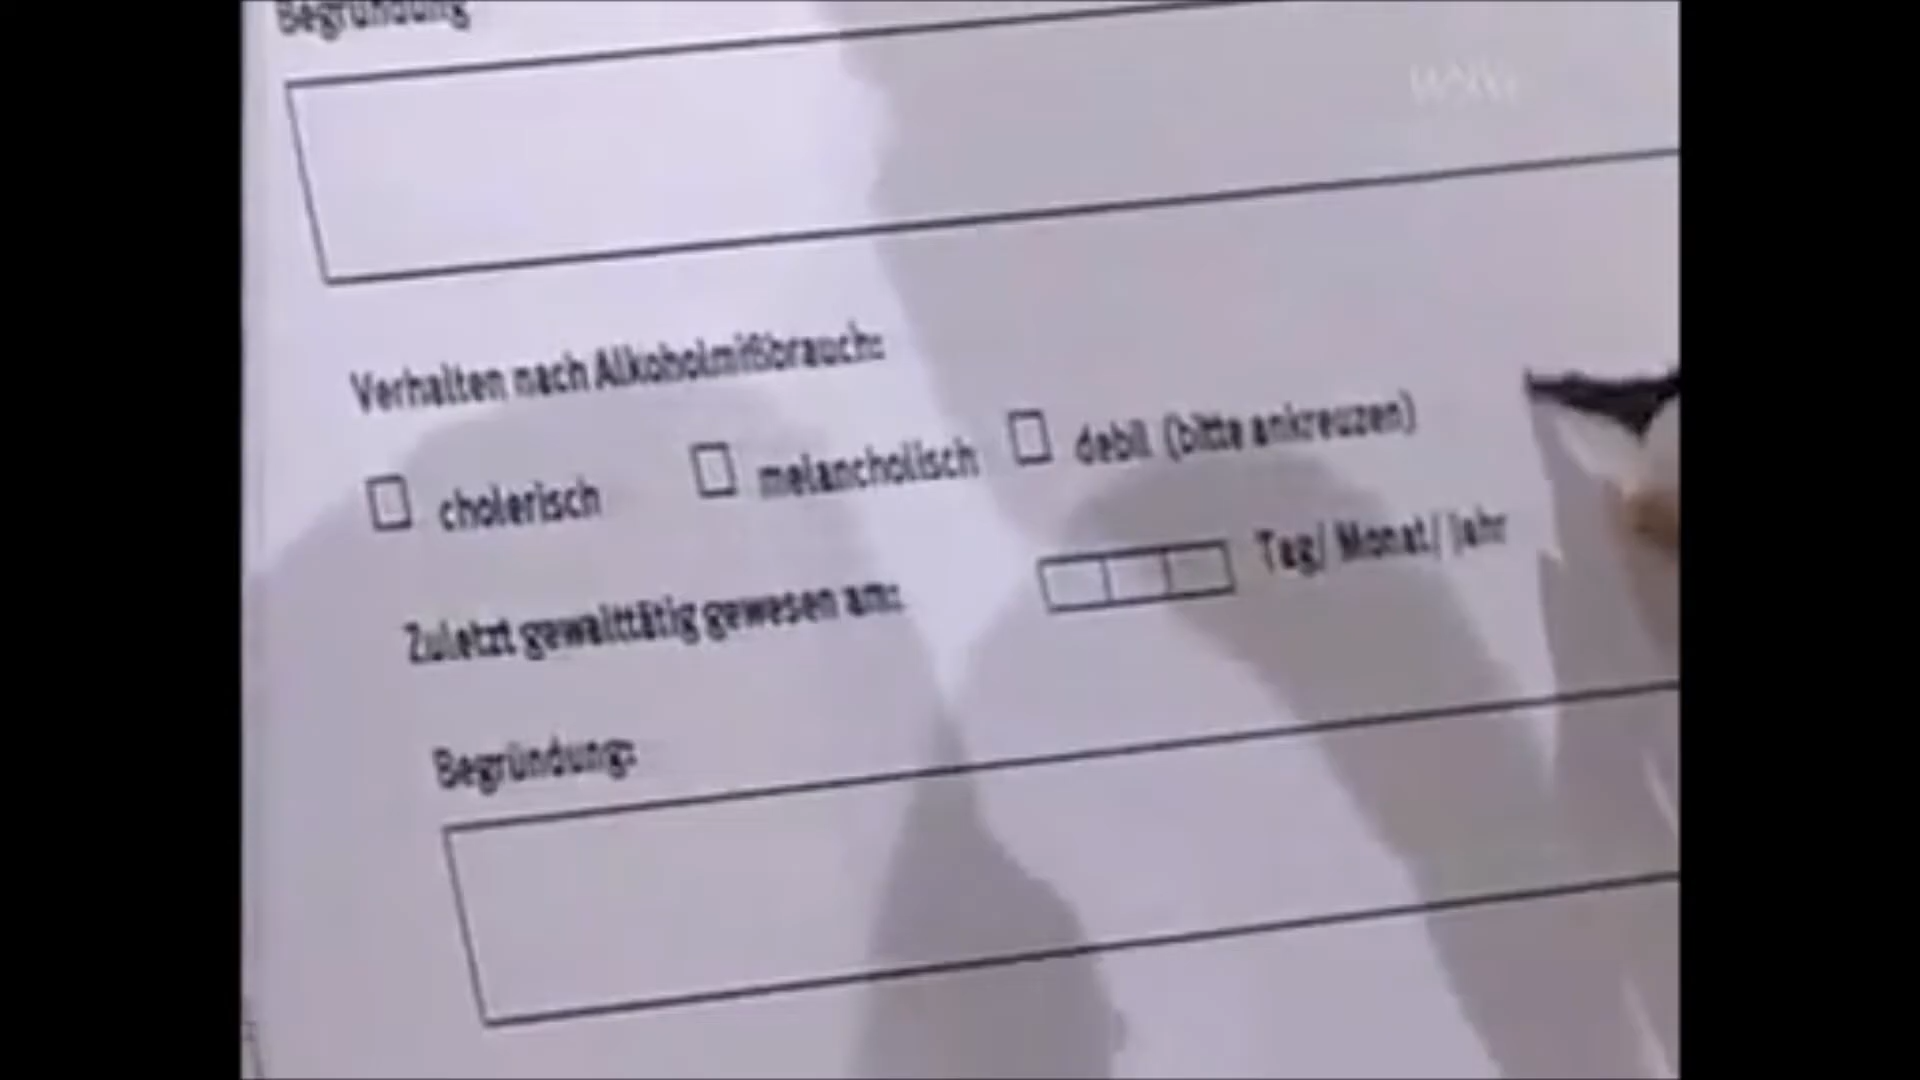 Begründung
Verhalten nach Alkoholmißbrauch:
cholerisch melancholisch debil (bitte ankreuzen)
Zuletzt gewalttätig gewesen am: Tag/ Monat/ Jahr
Begründung: